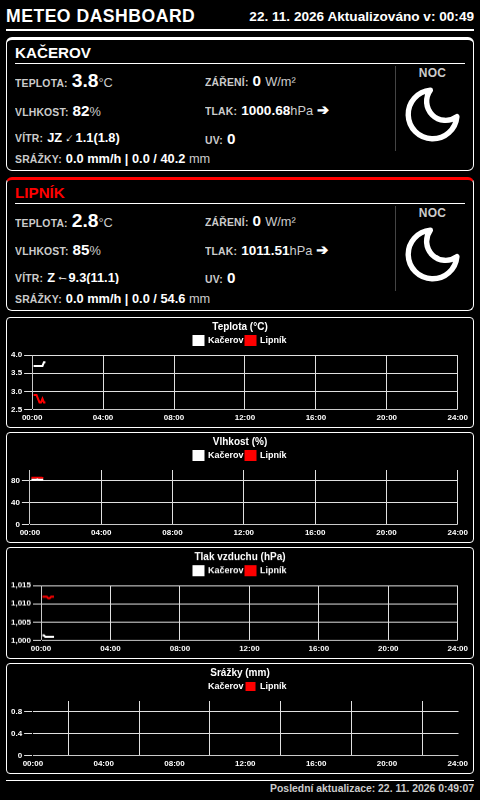 METEO DASHBOARD 22. 11. 2026 Aktualizováno v: 00:49
KAČEROV
NOC
TEPLOTA: 3.8°C ZÁŘENÍ: 0 W/m²
VLHKOST: 82% TLAK: 1000.68hPa ➔
VÍTR: JZ ↙ 1.1(1.8) UV: 0
SRÁŽKY: 0.0 mm/h | 0.0 / 40.2 mm
LIPNÍK
NOC
TEPLOTA: 2.8°C ZÁŘENÍ: 0 W/m²
VLHKOST: 85% TLAK: 1011.51hPa ➔
VÍTR: Z ← 9.3(11.1) UV: 0
SRÁŽKY: 0.0 mm/h | 0.0 / 54.6 mm
Teplota (°C)
Kačerov Lipník
4.0
3.5
3.0
2.5
00:00 04:00 08:00 12:00 16:00 20:00 24:00
Vlhkost (%)
Kačerov Lipník
80
40
0
00:00 04:00 08:00 12:00 16:00 20:00 24:00
Tlak vzduchu (hPa)
Kačerov Lipník
1,015
1,010
1,005
1,000
00:00 04:00 08:00 12:00 16:00 20:00 24:00
Srážky (mm)
Kačerov Lipník
0.8
0.4
0
00:00 04:00 08:00 12:00 16:00 20:00 24:00
Poslední aktualizace: 22. 11. 2026 0:49:07